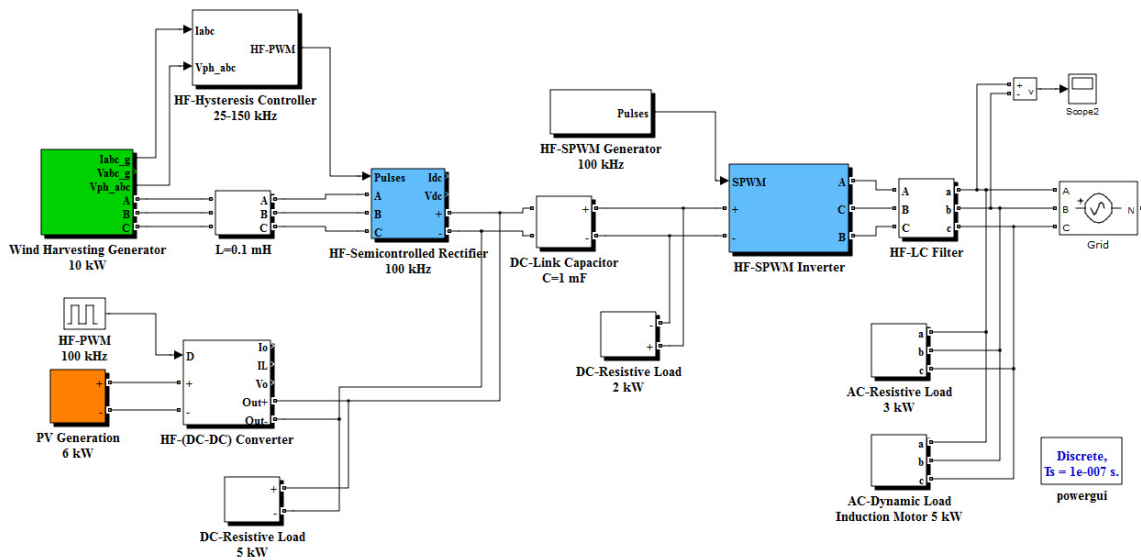 Iabc
HF-PWM
Vph_abc
HF-Hysteresis Controller
25-150 kHz
Iabc_g
Vabc_g
Vph_abc
A
B
C
Wind Harvesting Generator
10 kW
A
B
C
A
B
C
L=0.1 mH
Pulses
A
B
C
Idc
Vdc
+
-
HF-Semicontrolled Rectifier
100 kHz
HF-PWM
100 kHz
+
-
PV Generation
6 kW
D
+
-
Io
IL
Vo
Out+
Out-
HF-(DC-DC) Converter
+
-
DC-Resistive Load
5 kW
+
-
DC-Link Capacitor
C=1 mF
Pulses
HF-SPWM Generator
100 kHz
-
+
DC-Resistive Load
2 kW
SPWM
+
-
A
C
B
HF-SPWM Inverter
A
B
C
a
b
c
HF-LC Filter
+
-
v
Scope2
A
B
C
+
N
Grid
a
b
c
AC-Resistive Load
3 kW
a
b
c
AC-Dynamic Load
Induction Motor 5 kW
Discrete,
Ts = 1e-007 s.
powergui